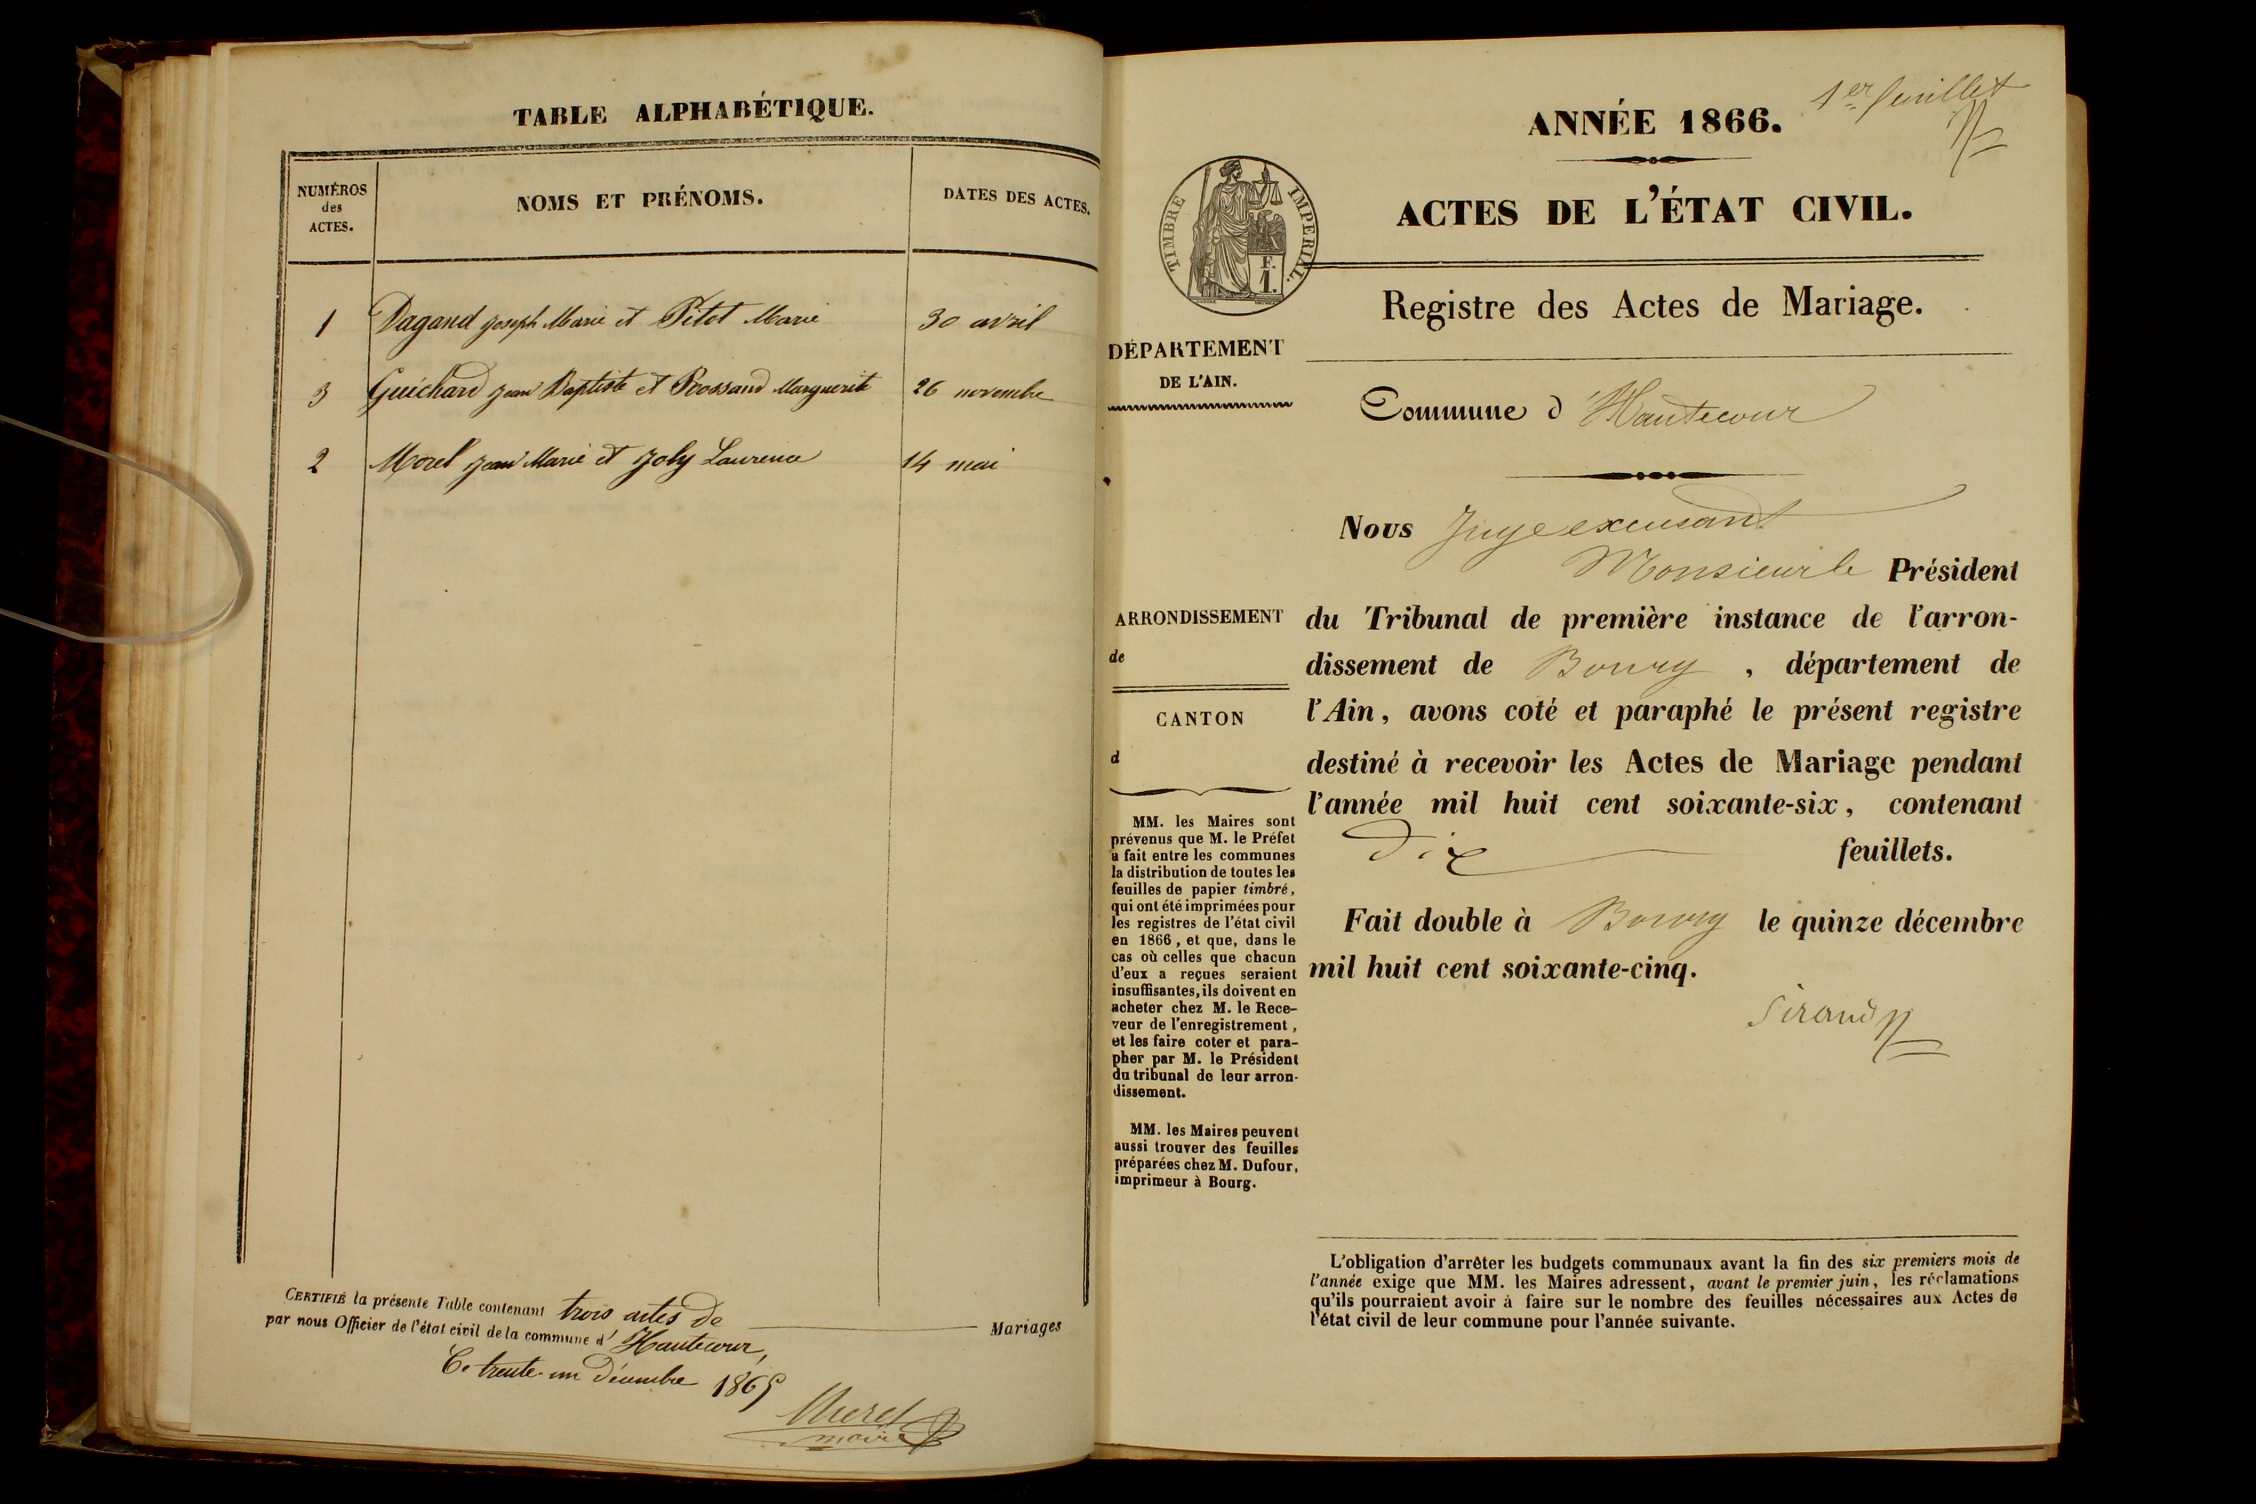 TABLE ALPHABÉTIQUE.
NUMÉROS
des
ACTES.
NOMS ET PRÉNOMS.
DATES DES ACTES.
1 Dagand Joseph Marie et Pitot Marie 30 avril
3 Guichard Jean Baptiste et Marguerite 26 novembre
2 Morel Jean Marie et Joly Laurence 14 mai
CERTIFIÉ la présente Table contenant trois actes de Mariages
par nous Officier de l'état civil de la commune d' Hautecour,
Ce trente-un décembre 1865
Morel
maire
1er feuillet
ANNÉE 1866.
ACTES DE L'ÉTAT CIVIL.
TIMBRE IMPERIAL.
F.
1.
Registre des Actes de Mariage.
DÉPARTEMENT
DE L'AIN.
Commune d'Hautecour
Nous Juge excusant
Monsieur le Président
du Tribunal de première instance de l'arron-
dissement de Bourg, département de
l'Ain, avons coté et paraphé le présent registre
destiné à recevoir les Actes de Mariage pendant
l'année mil huit cent soixante-six, contenant
dix feuillets.
Fait double à Bourg le quinze décembre
mil huit cent soixante-cinq.
Sirand
ARRONDISSEMENT
de
CANTON
d
MM. les Maires sont
prévenus que M. le Préfet
a fait entre les communes
la distribution de toutes les
feuilles de papier timbré,
qui ont été imprimées pour
les registres de l'état civil
en 1866, et que, dans le
cas où celles que chacun
d'eux a reçues seraient
insuffisantes, ils doivent en
acheter chez M. le Rece-
veur de l'enregistrement,
et les faire coter et para-
pher par M. le Président
du tribunal de leur arron-
dissement.
MM. les Maires peuvent
aussi trouver des feuilles
préparées chez M. Dufour,
imprimeur à Bourg.
L'obligation d'arrêter les budgets communaux avant la fin des six premiers mois de
l'année exige que MM. les Maires adressent, avant le premier juin, les réclamations
qu'ils pourraient avoir à faire sur le nombre des feuilles nécessaires aux Actes de
l'état civil de leur commune pour l'année suivante.